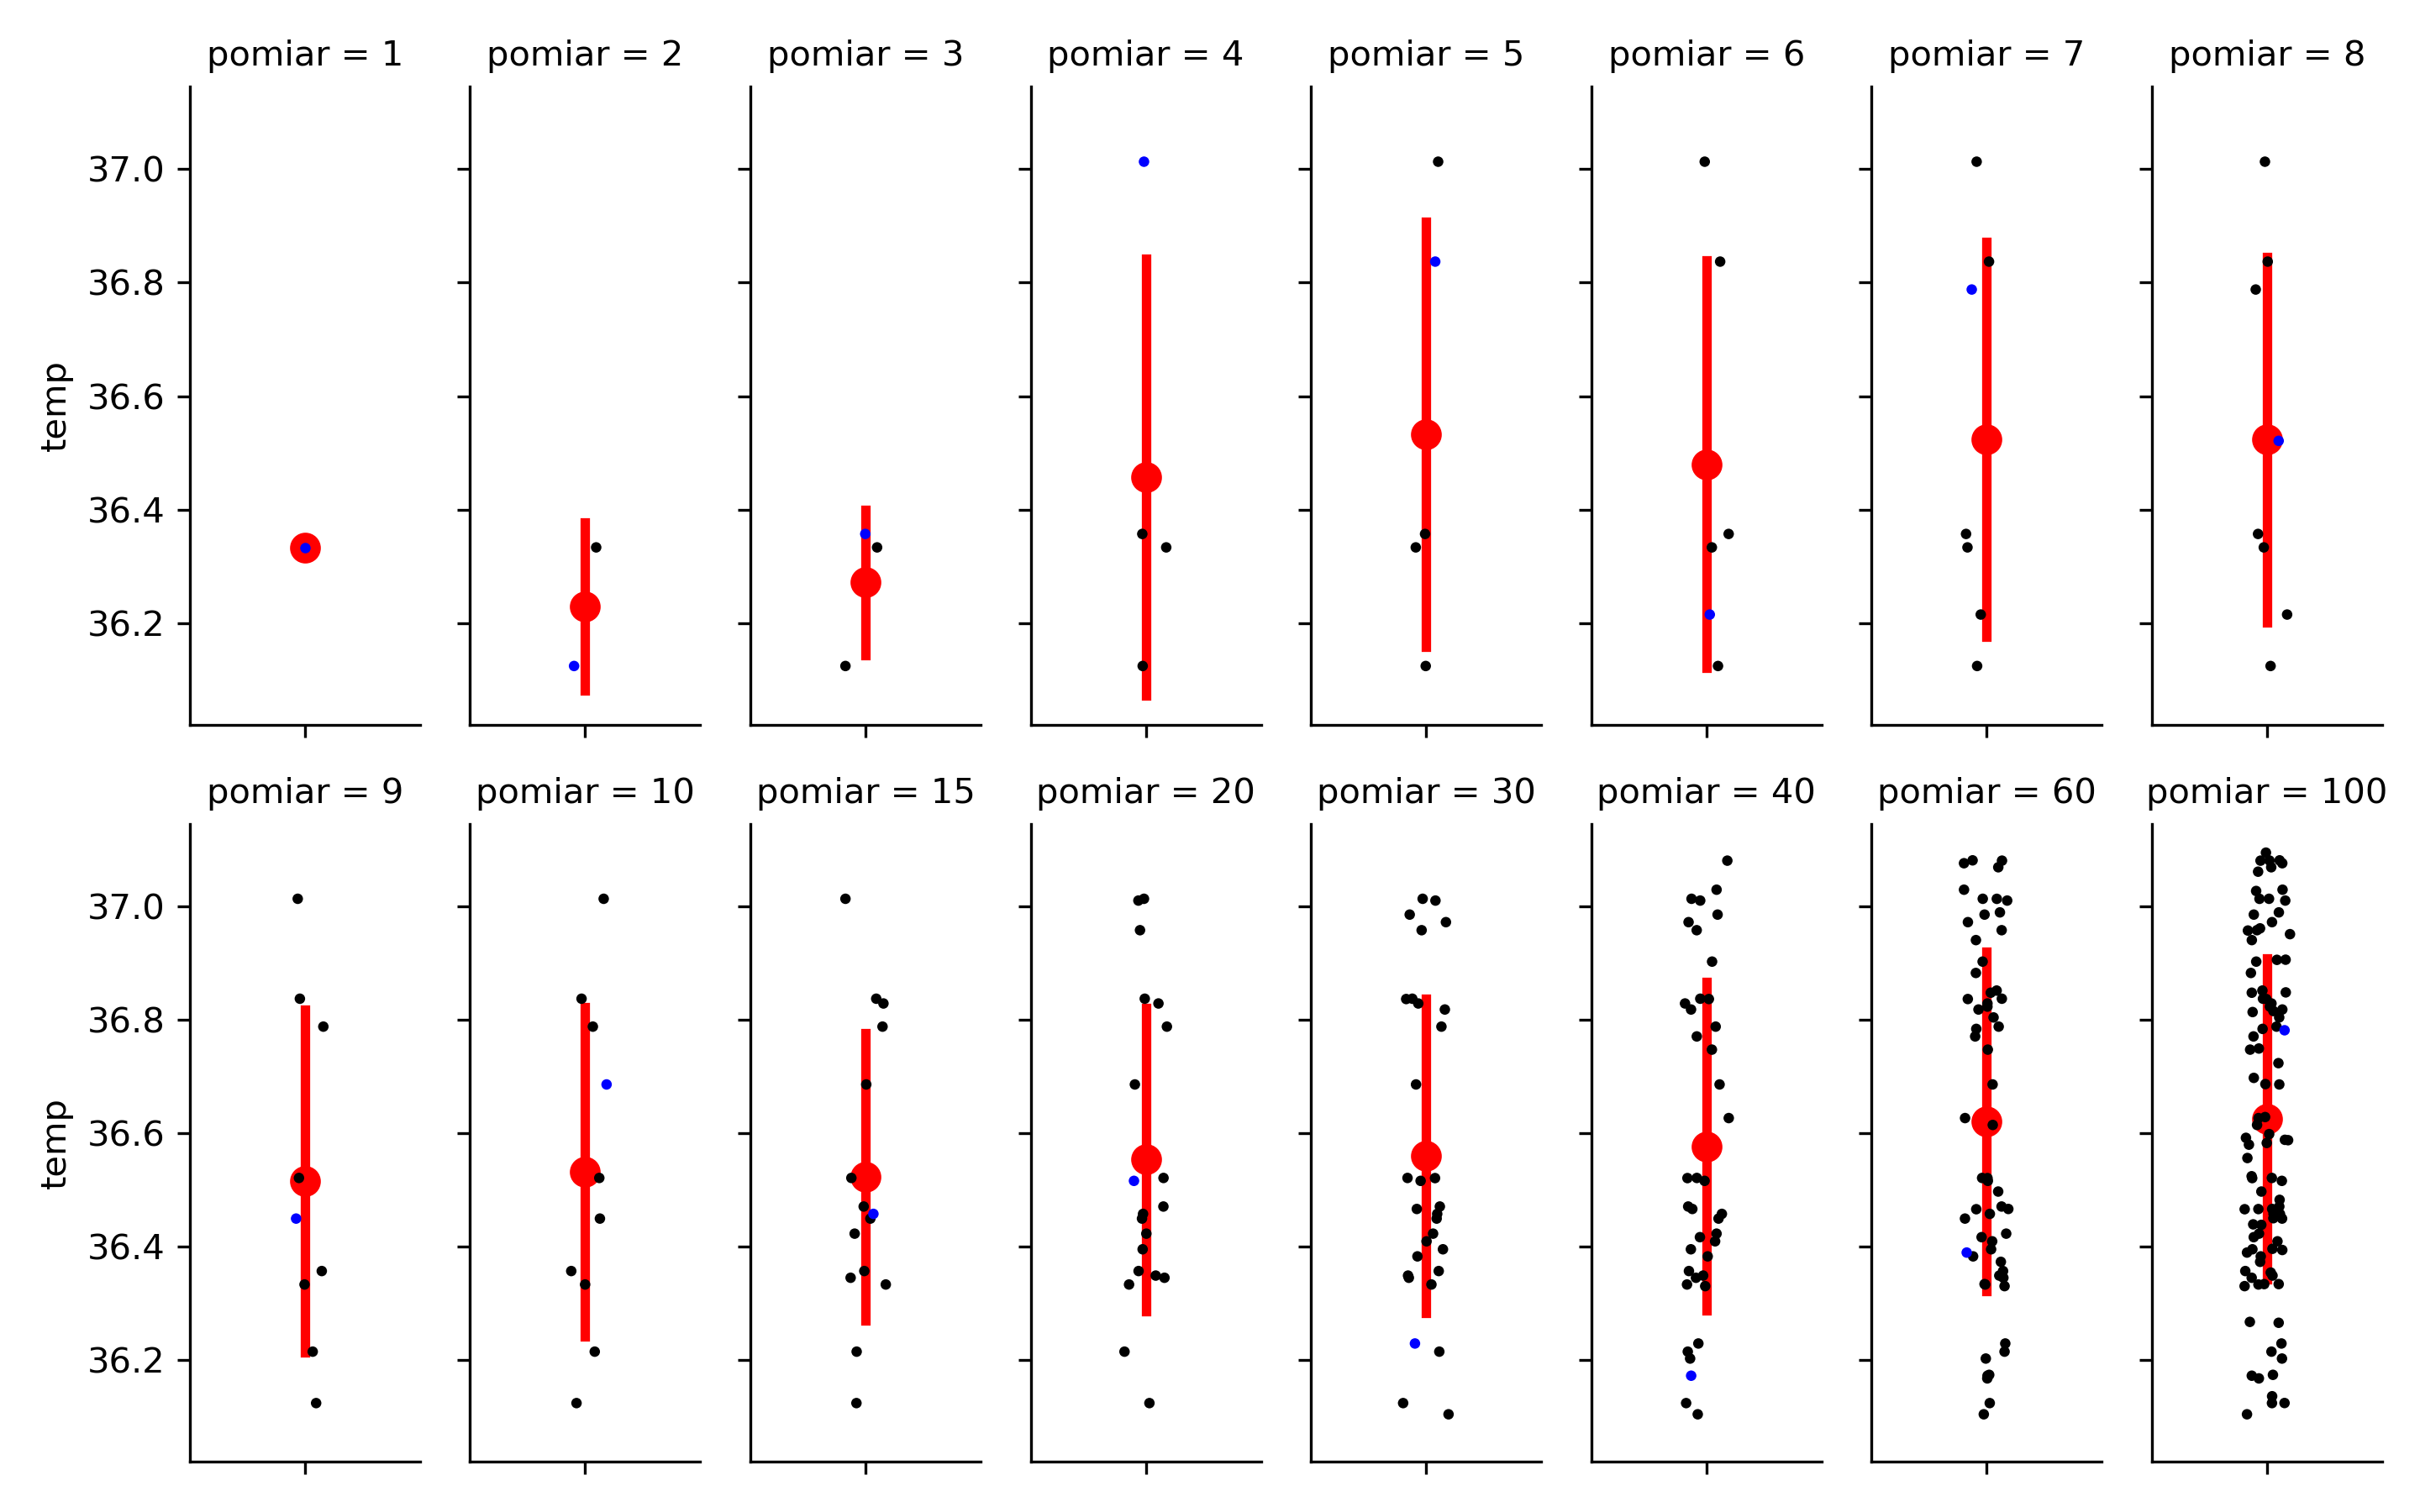 pomiar = 1 pomiar = 2 pomiar = 3 pomiar = 4 pomiar = 5 pomiar = 6 pomiar = 7 pomiar = 8
37.0
36.8
36.6
36.4
36.2
temp
pomiar = 9 pomiar = 10 pomiar = 15 pomiar = 20 pomiar = 30 pomiar = 40 pomiar = 60 pomiar = 100
37.0
36.8
36.6
36.4
36.2
temp